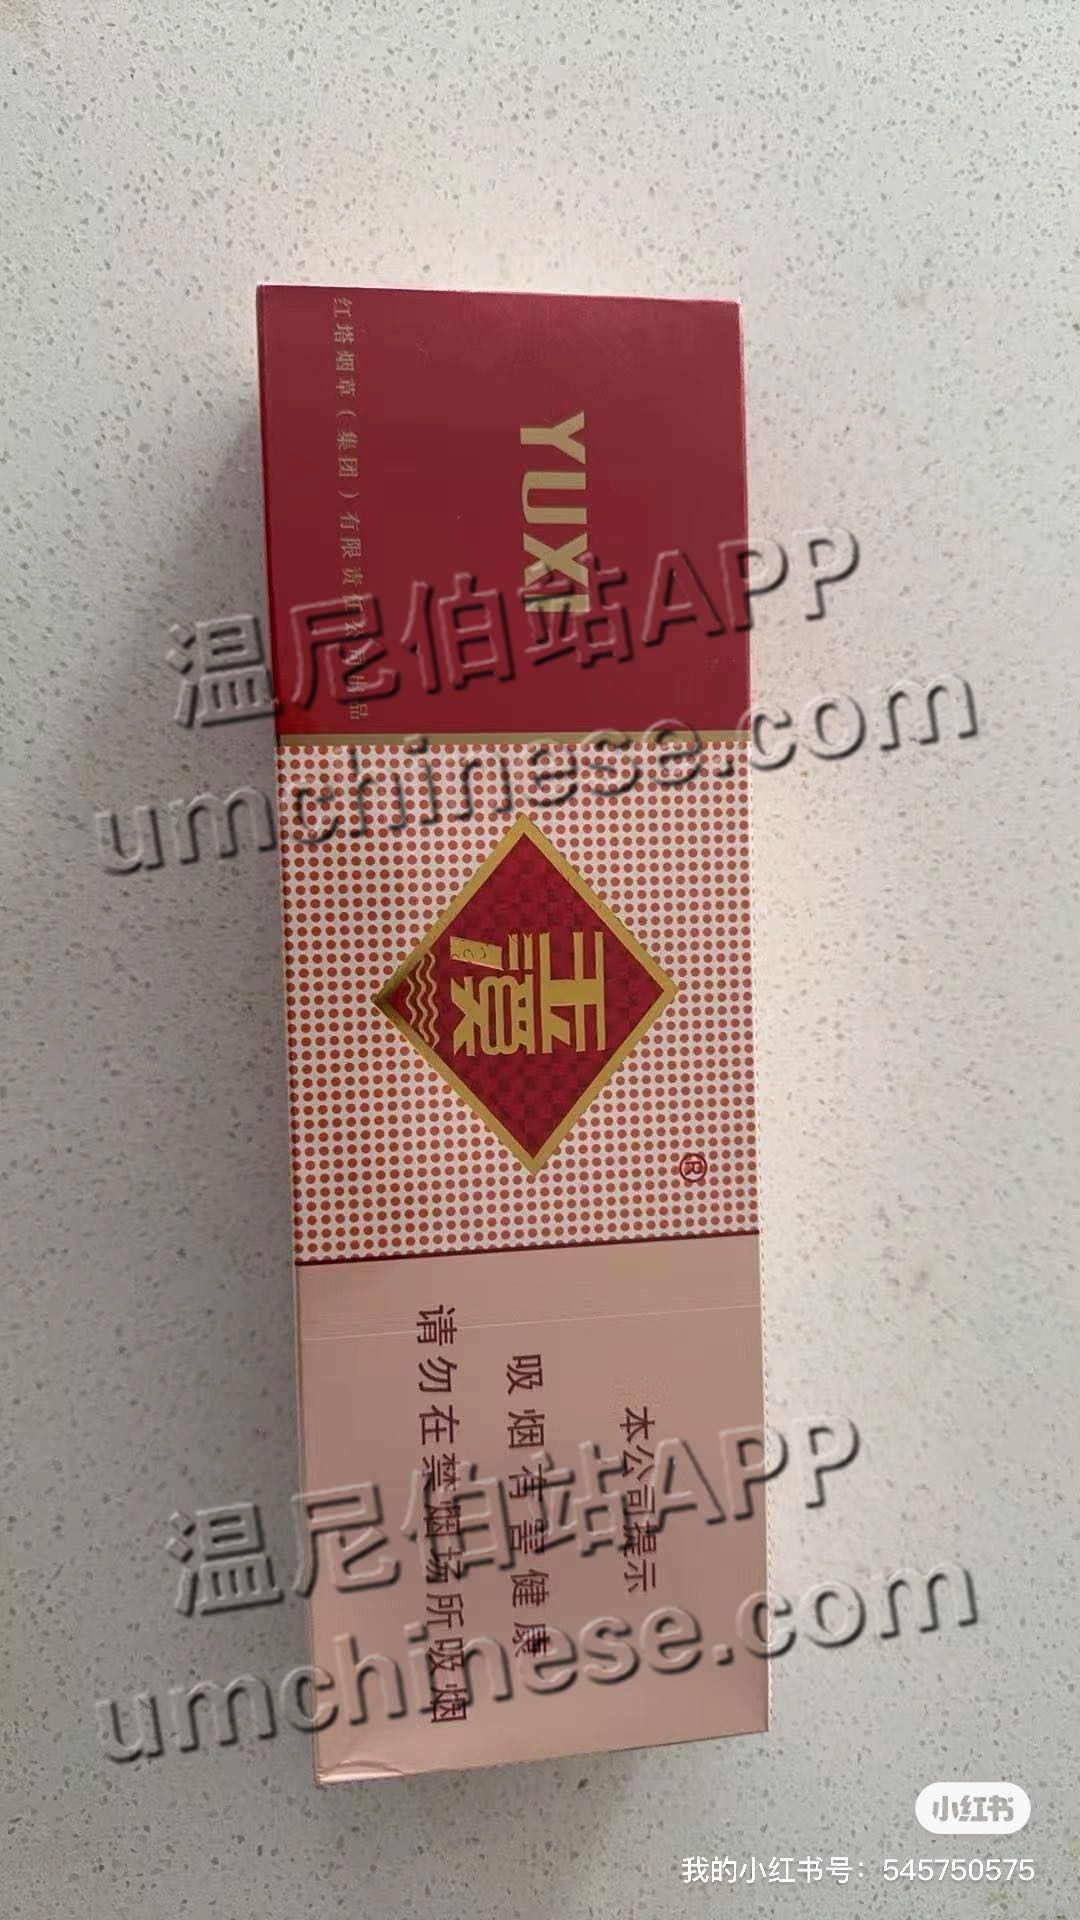 红塔烟草（集团）有限责任公司出品
YUXI
玉溪
®
本公司提示
吸烟有害健康
请勿在禁烟场所吸烟
温尼伯站APP
umchinese.com
温尼伯站APP
umchinese.com
小红书
我的小红书号：545750575